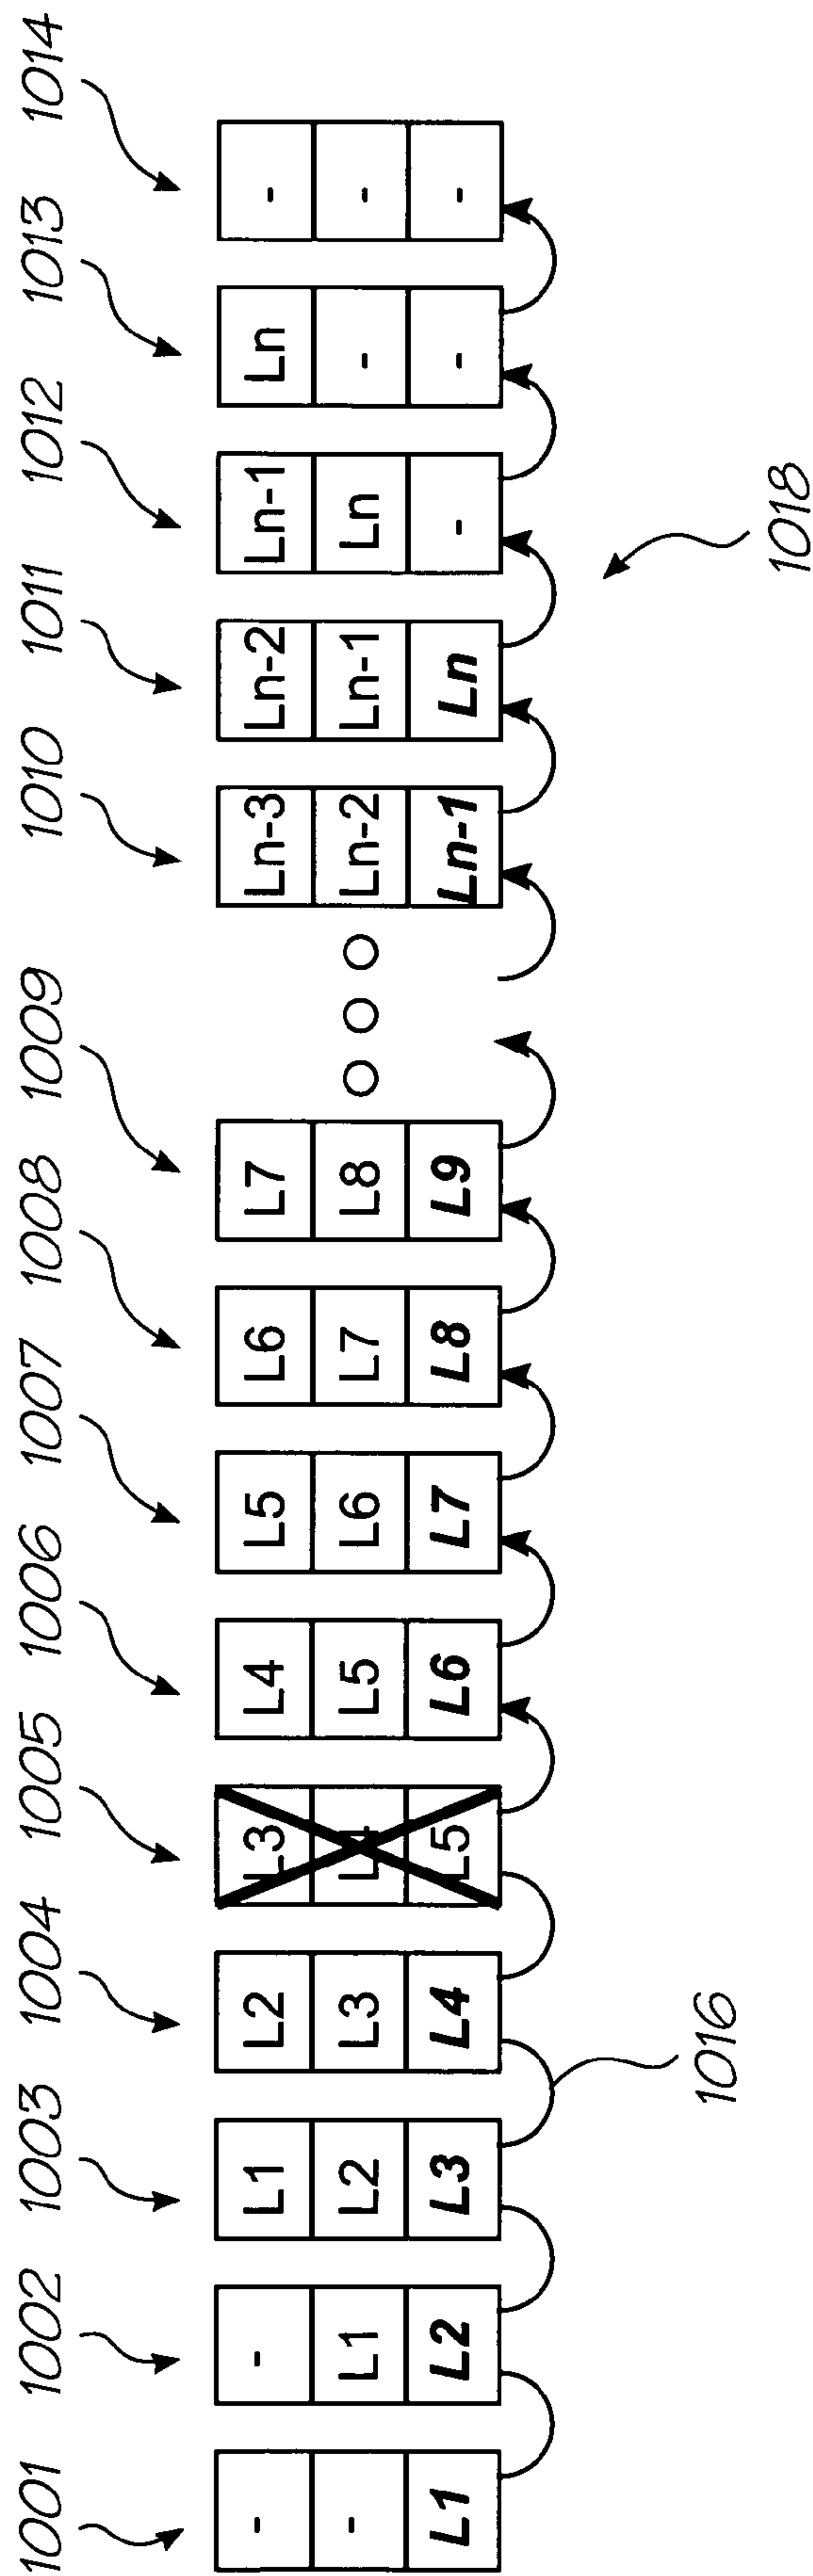 1001 1002 1003 1004 1005 1006 1007 1008 1009 1010 1011 1012 1013 1014
- - L1 L2 L3 L4 L5 L6 L7 Ln-3 Ln-2 Ln-1 Ln -
- L1 L2 L3 L4 L5 L6 L7 L8 Ln-2 Ln-1 Ln - -
L1 L2 L3 L4 L5 L6 L7 L8 L9 Ln-1 Ln - - -
1016
1018